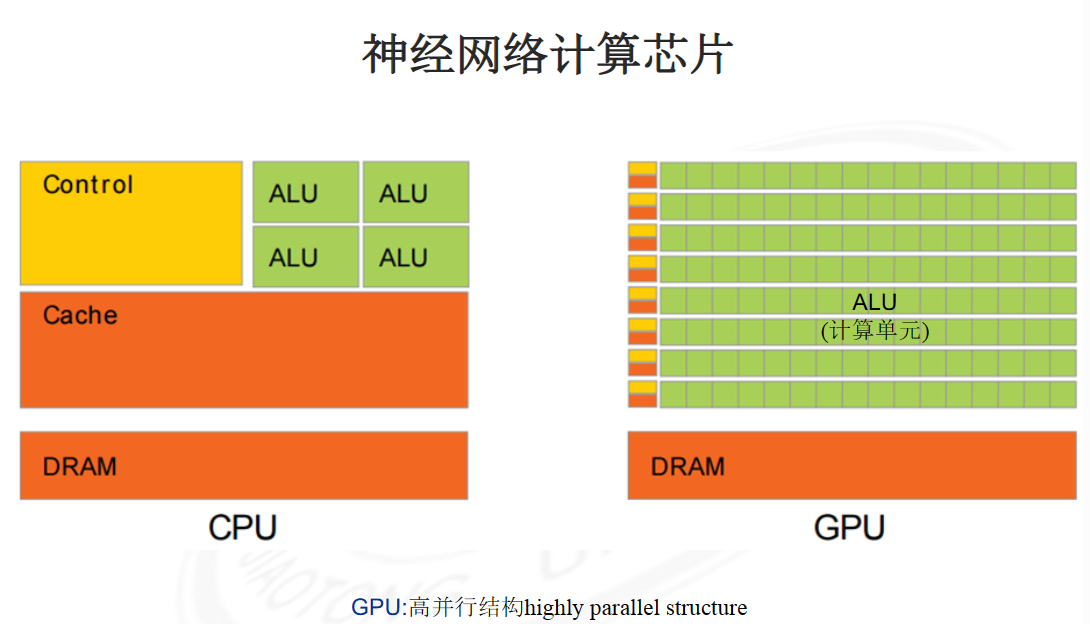 神经网络计算芯片
Control
ALU ALU
ALU ALU
Cache
DRAM
CPU
ALU
(计算单元)
DRAM
GPU
JIAOTONG
GPU:高并行结构highly parallel structure